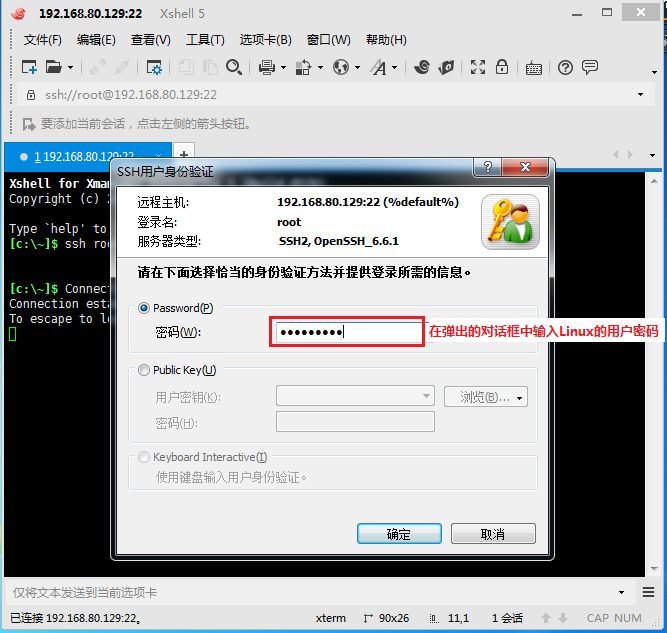 192.168.80.129:22 Xshell 5
文件(F) 编辑(E) 查看(V) 工具(T) 选项卡(B) 窗口(W) 帮助(H)
ssh://root@192.168.80.129:22
要添加当前会话，点击左侧的箭头按钮。
1 192.168.80.129:22
Xshell for Xma
Copyright (c)
Type `help' to
[c:\~]$ ssh roo
[c:\~]$ Connec
Connection esta
To escape to lo
SSH用户身份验证
远程主机: 192.168.80.129:22 (%default%)
登录名: root
服务器类型: SSH2, OpenSSH_6.6.1
请在下面选择恰当的身份验证方法并提供登录所需的信息。
Password(P)
密码(W): ●●●●●●●●● 在弹出的对话框中输入Linux的用户密码
Public Key(U)
用户密钥(K): 浏览(B)...
密码(H):
Keyboard Interactive(I)
使用键盘输入用户身份验证。
确定 取消
仅将文本发送到当前选项卡
已连接 192.168.80.129:22。 xterm 90x26 11,1 1 会话 CAP NUM